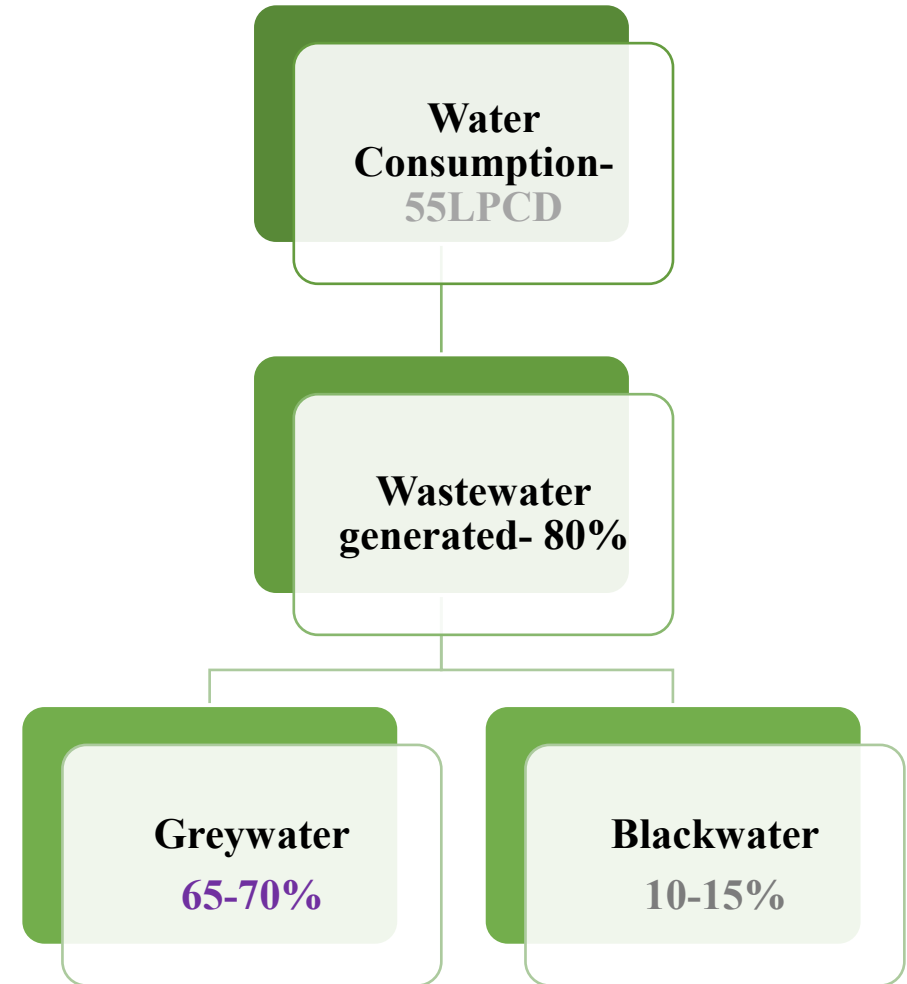 Water
Consumption-
55LPCD
Wastewater
generated- 80%
Greywater
65-70%
Blackwater
10-15%